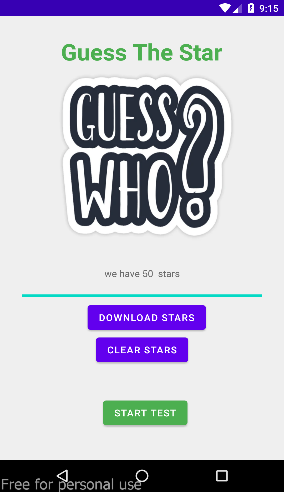 9:15
Guess The Star
GUESS
WHO?
we have 50 stars
DOWNLOAD STARS
CLEAR STARS
START TEST
Free for personal use